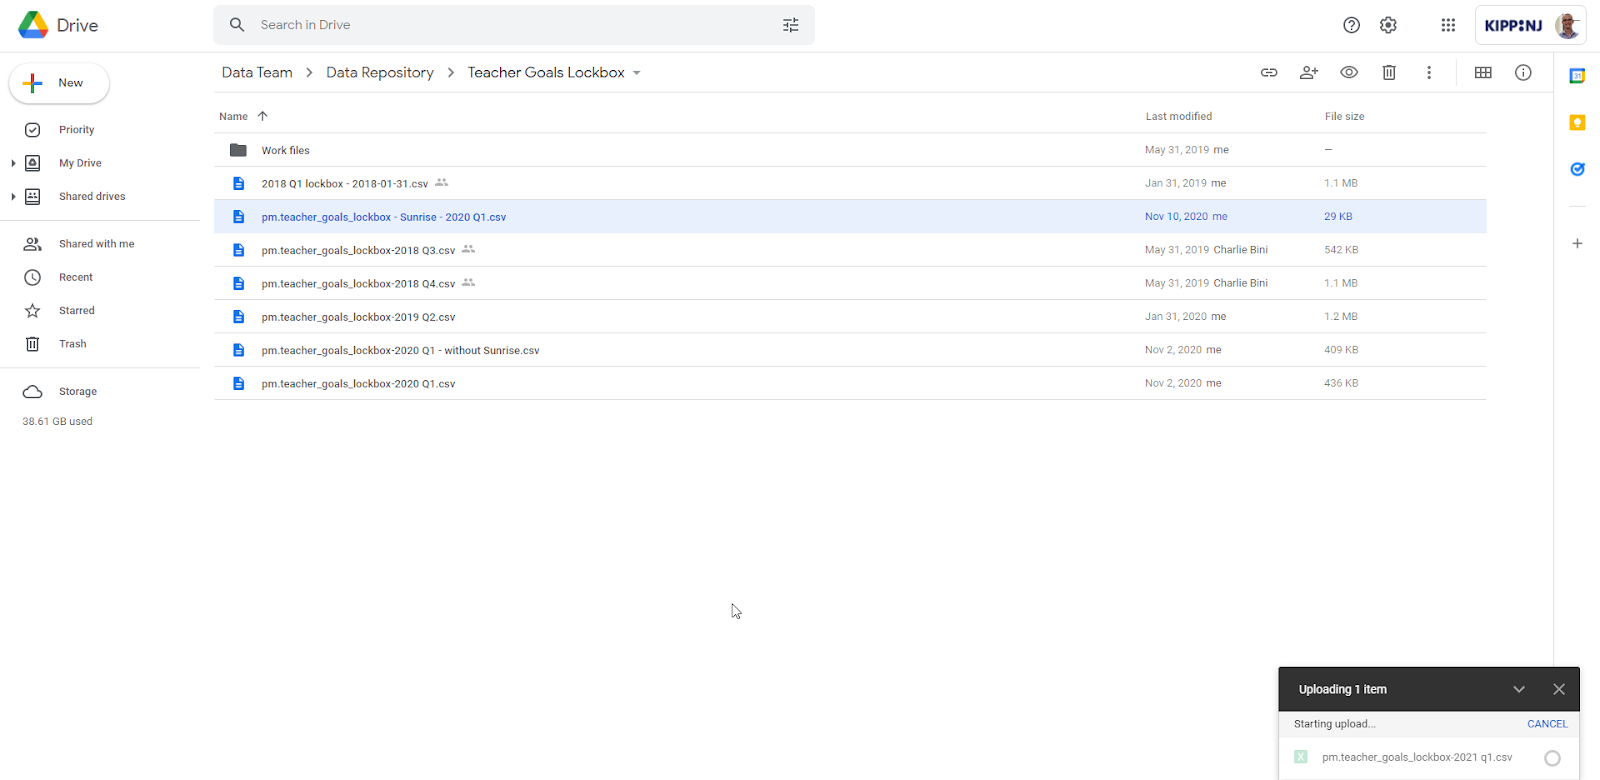 Drive
Search in Drive
KIPP:NJ
New
Data Team
Data Repository
Teacher Goals Lockbox
31
Priority
My Drive
Shared drives
Shared with me
Recent
Starred
Trash
Storage
38.61 GB used
Name Last modified File size
Work files May 31, 2019 me —
2018 Q1 lockbox - 2018-01-31.csv Jan 31, 2019 me 1.1 MB
pm.teacher_goals_lockbox - Sunrise - 2020 Q1.csv Nov 10, 2020 me 29 KB
pm.teacher_goals_lockbox-2018 Q3.csv May 31, 2019 Charlie Bini 542 KB
pm.teacher_goals_lockbox-2018 Q4.csv May 31, 2019 Charlie Bini 1.1 MB
pm.teacher_goals_lockbox-2019 Q2.csv Jan 31, 2020 me 1.2 MB
pm.teacher_goals_lockbox-2020 Q1 - without Sunrise.csv Nov 2, 2020 me 409 KB
pm.teacher_goals_lockbox-2020 Q1.csv Nov 2, 2020 me 436 KB
Uploading 1 item
Starting upload... CANCEL
X pm.teacher_goals_lockbox-2021 q1.csv